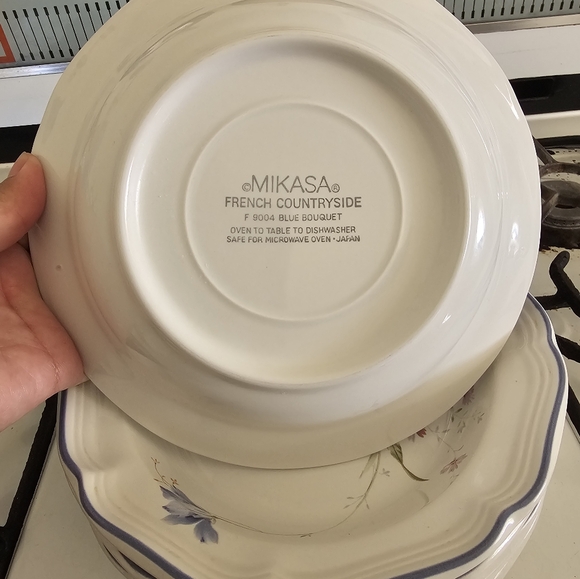 ©MIKASA®
FRENCH COUNTRYSIDE
F 9004 BLUE BOUQUET
OVEN TO TABLE TO DISHWASHER
SAFE FOR MICROWAVE OVEN • JAPAN